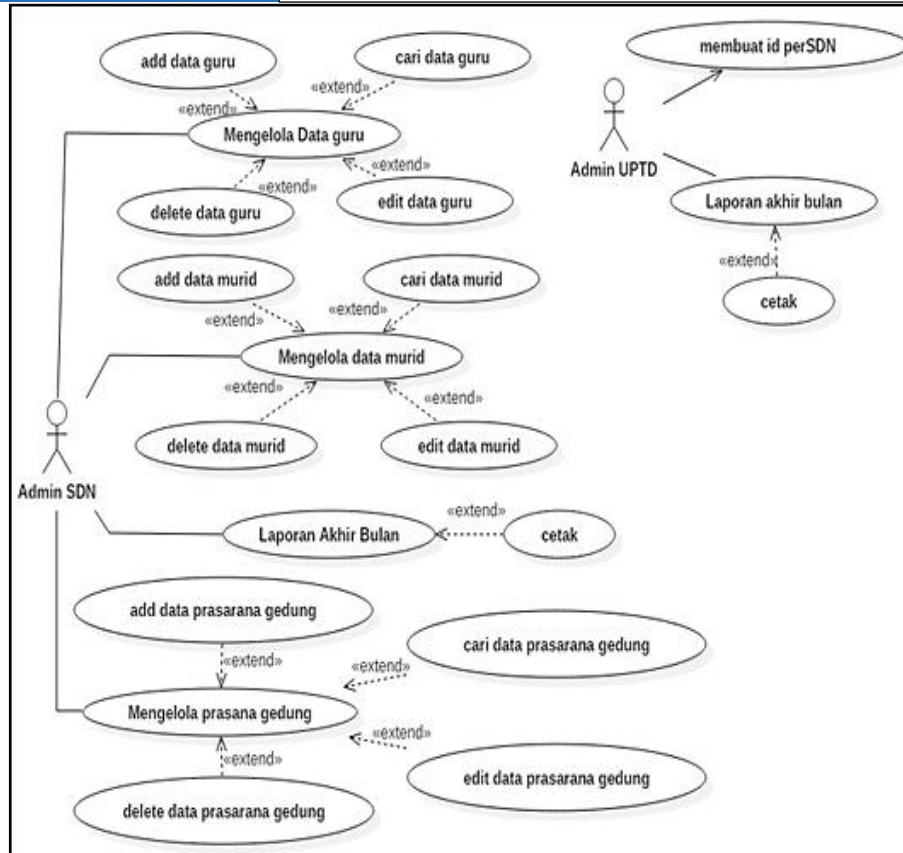 add data guru
cari data guru
membuat id perSDN
«extend»
«extend»
Mengelola Data guru
Admin UPTD
«extend»
«extend»
delete data guru
edit data guru
Laporan akhir bulan
«extend»
cetak
add data murid
cari data murid
«extend»
«extend»
Mengelola data murid
«extend»
«extend»
delete data murid
edit data murid
Admin SDN
Laporan Akhir Bulan
«extend»
cetak
add data prasarana gedung
cari data prasarana gedung
«extend»
«extend»
Mengelola prasana gedung
«extend»
«extend»
edit data prasarana gedung
delete data prasarana gedung